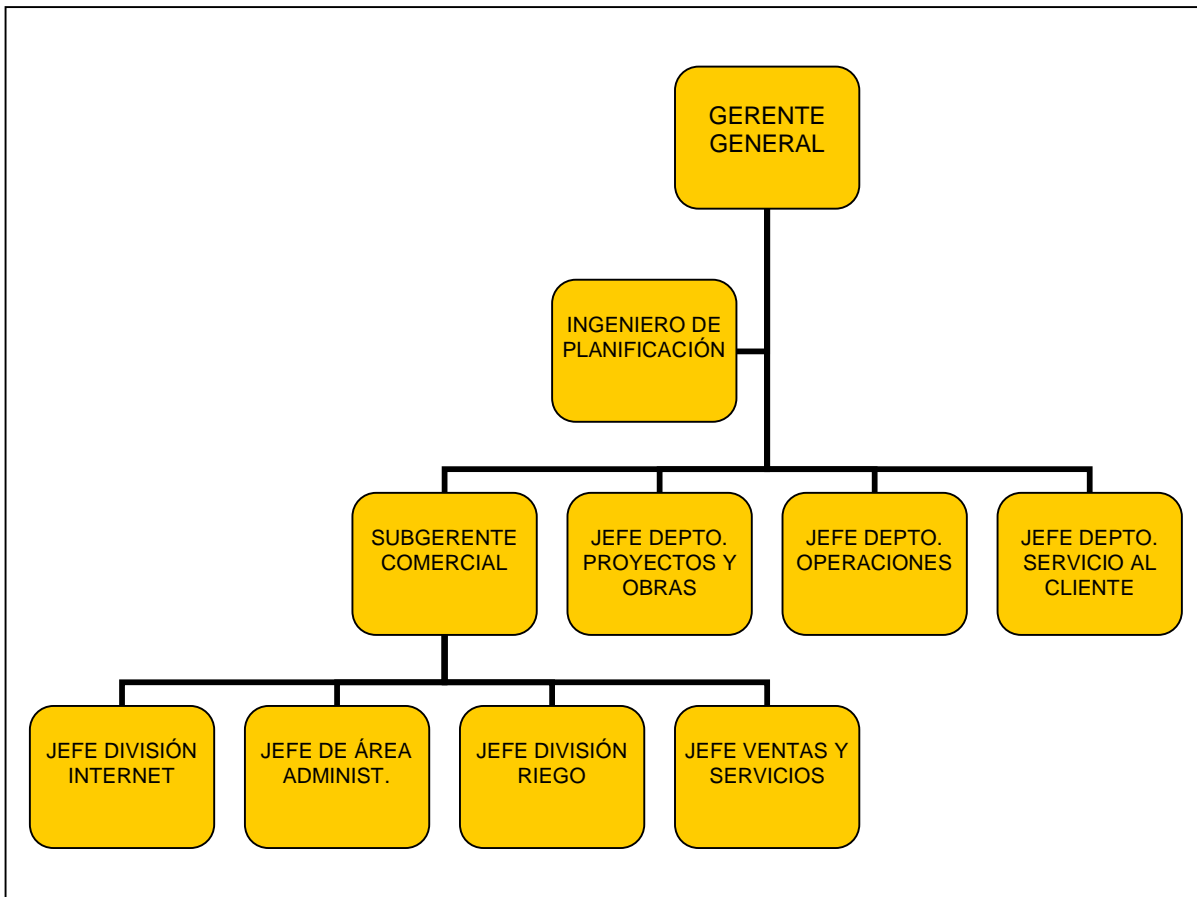 GERENTE
GENERAL
INGENIERO DE
PLANIFICACIÓN
SUBGERENTE
COMERCIAL
JEFE DEPTO.
PROYECTOS Y
OBRAS
JEFE DEPTO.
OPERACIONES
JEFE DEPTO.
SERVICIO AL
CLIENTE
JEFE DIVISIÓN
INTERNET
JEFE DE ÁREA
ADMINIST.
JEFE DIVISIÓN
RIEGO
JEFE VENTAS Y
SERVICIOS